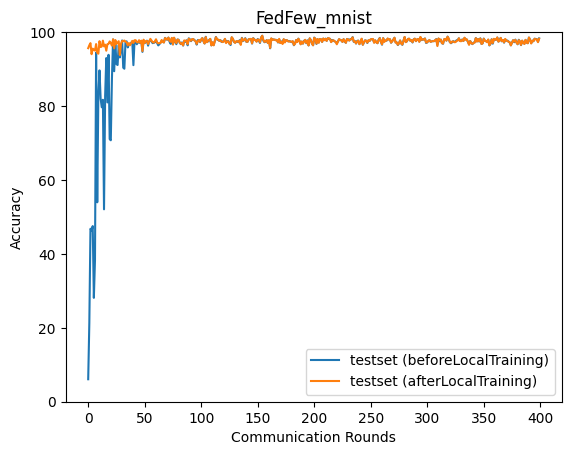 FedFew_mnist
Accuracy
100
80
60
40
20
0
0 50 100 150 200 250 300 350 400
Communication Rounds
testset (beforeLocalTraining)
testset (afterLocalTraining)